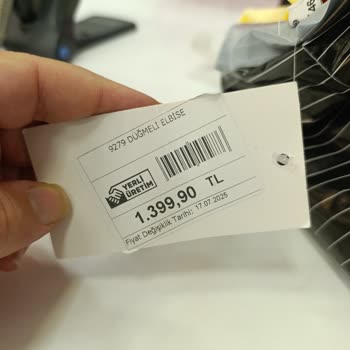 9279 DÜĞMELİ ELBİSE
YERLİ
ÜRETİM
1.399,90 TL
Fiyat Değişiklik Tarihi: 17.07.2025